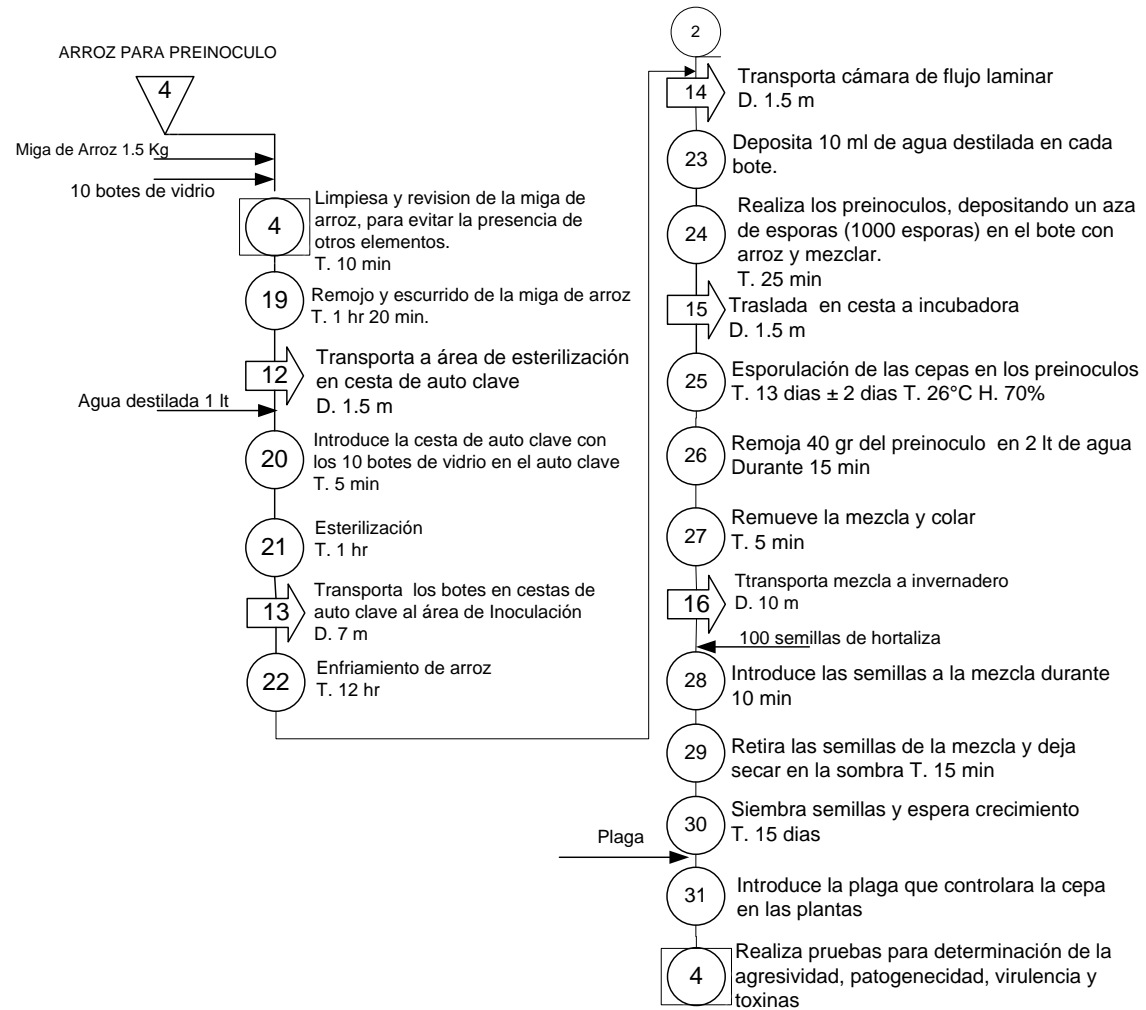 ARROZ PARA PREINOCULO
4
Miga de Arroz 1.5 Kg
10 botes de vidrio
4
Limpiesa y revision de la miga de
arroz, para evitar la presencia de
otros elementos.
T. 10 min
19
Remojo y escurrido de la miga de arroz
T. 1 hr 20 min.
12
Transporta a área de esterilización
en cesta de auto clave
D. 1.5 m
Agua destilada 1 lt
20
Introduce la cesta de auto clave con
los 10 botes de vidrio en el auto clave
T. 5 min
21
Esterilización
T. 1 hr
13
Transporta los botes en cestas de
auto clave al área de Inoculación
D. 7 m
22
Enfriamiento de arroz
T. 12 hr
2
14
Transporta cámara de flujo laminar
D. 1.5 m
23
Deposita 10 ml de agua destilada en cada
bote.
24
Realiza los preinoculos, depositando un aza
de esporas (1000 esporas) en el bote con
arroz y mezclar.
T. 25 min
15
Traslada en cesta a incubadora
D. 1.5 m
25
Esporulación de las cepas en los preinoculos
T. 13 dias ± 2 dias T. 26°C H. 70%
26
Remoja 40 gr del preinoculo en 2 lt de agua
Durante 15 min
27
Remueve la mezcla y colar
T. 5 min
16
Ttransporta mezcla a invernadero
D. 10 m
100 semillas de hortaliza
28
Introduce las semillas a la mezcla durante
10 min
29
Retira las semillas de la mezcla y deja
secar en la sombra T. 15 min
30
Siembra semillas y espera crecimiento
T. 15 dias
Plaga
31
Introduce la plaga que controlara la cepa
en las plantas
4
Realiza pruebas para determinación de la
agresividad, patogenecidad, virulencia y
toxinas